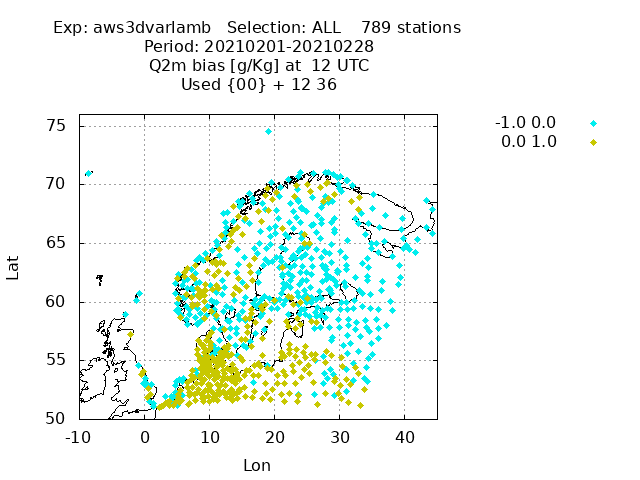 Exp: aws3dvarlamb   Selection: ALL    789 stations
Period: 20210201-20210228
Q2m bias [g/Kg] at  12 UTC
Used {00} + 12 36
-1.0 0.0
0.0 1.0
75
70
65
60
55
50
Lat
-10 0 10 20 30 40
Lon